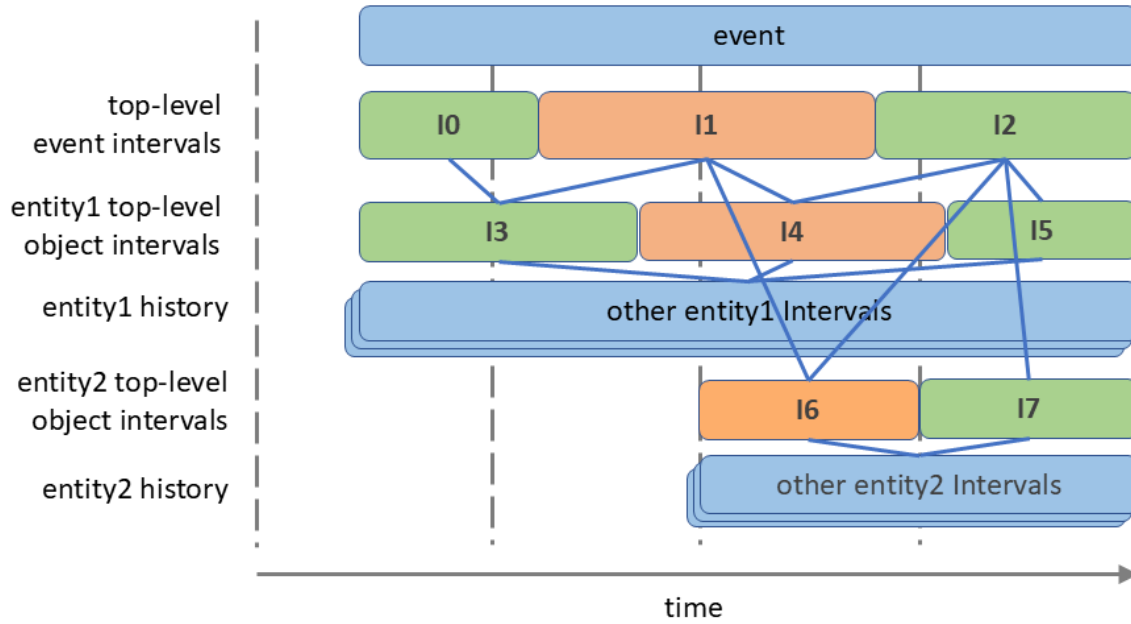 event
top-level
event intervals
I0
I1
I2
entity1 top-level
object intervals
I3
I4
I5
entity1 history
other entity1 Intervals
entity2 top-level
object intervals
I6
I7
entity2 history
other entity2 Intervals
time